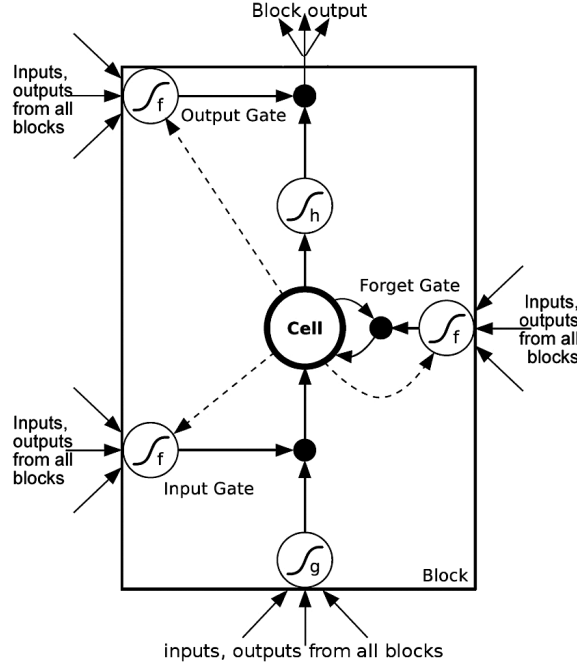 Block output
Inputs,
outputs
from all
blocks
f
Output Gate
h
Forget Gate
Cell
f
Inputs,
outputs
from all
blocks
Inputs,
outputs
from all
blocks
f
Input Gate
g
Block
inputs, outputs from all blocks